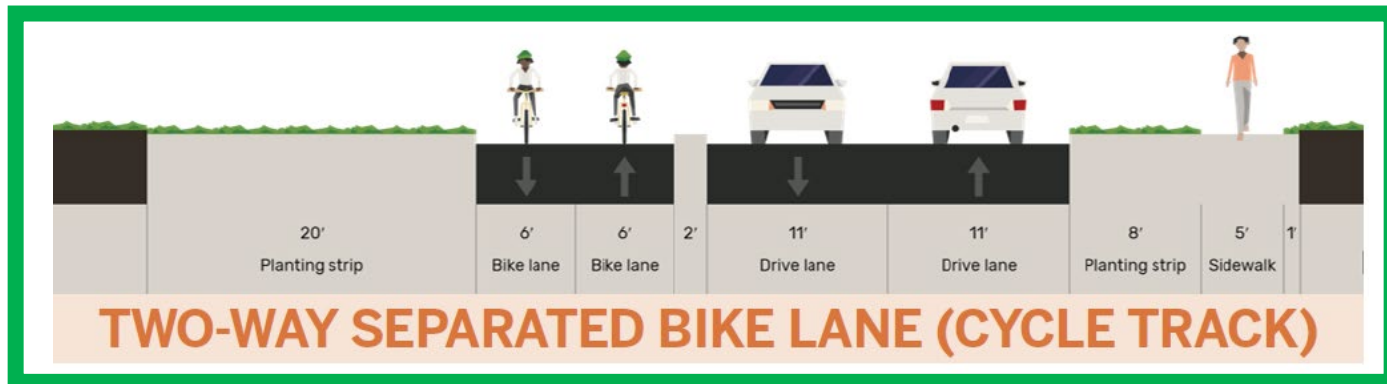 20′ 6′ 6′ 2′ 11′ 11′ 8′ 5′ 1′
Planting strip Bike lane Bike lane Drive lane Drive lane Planting strip Sidewalk
TWO-WAY SEPARATED BIKE LANE (CYCLE TRACK)